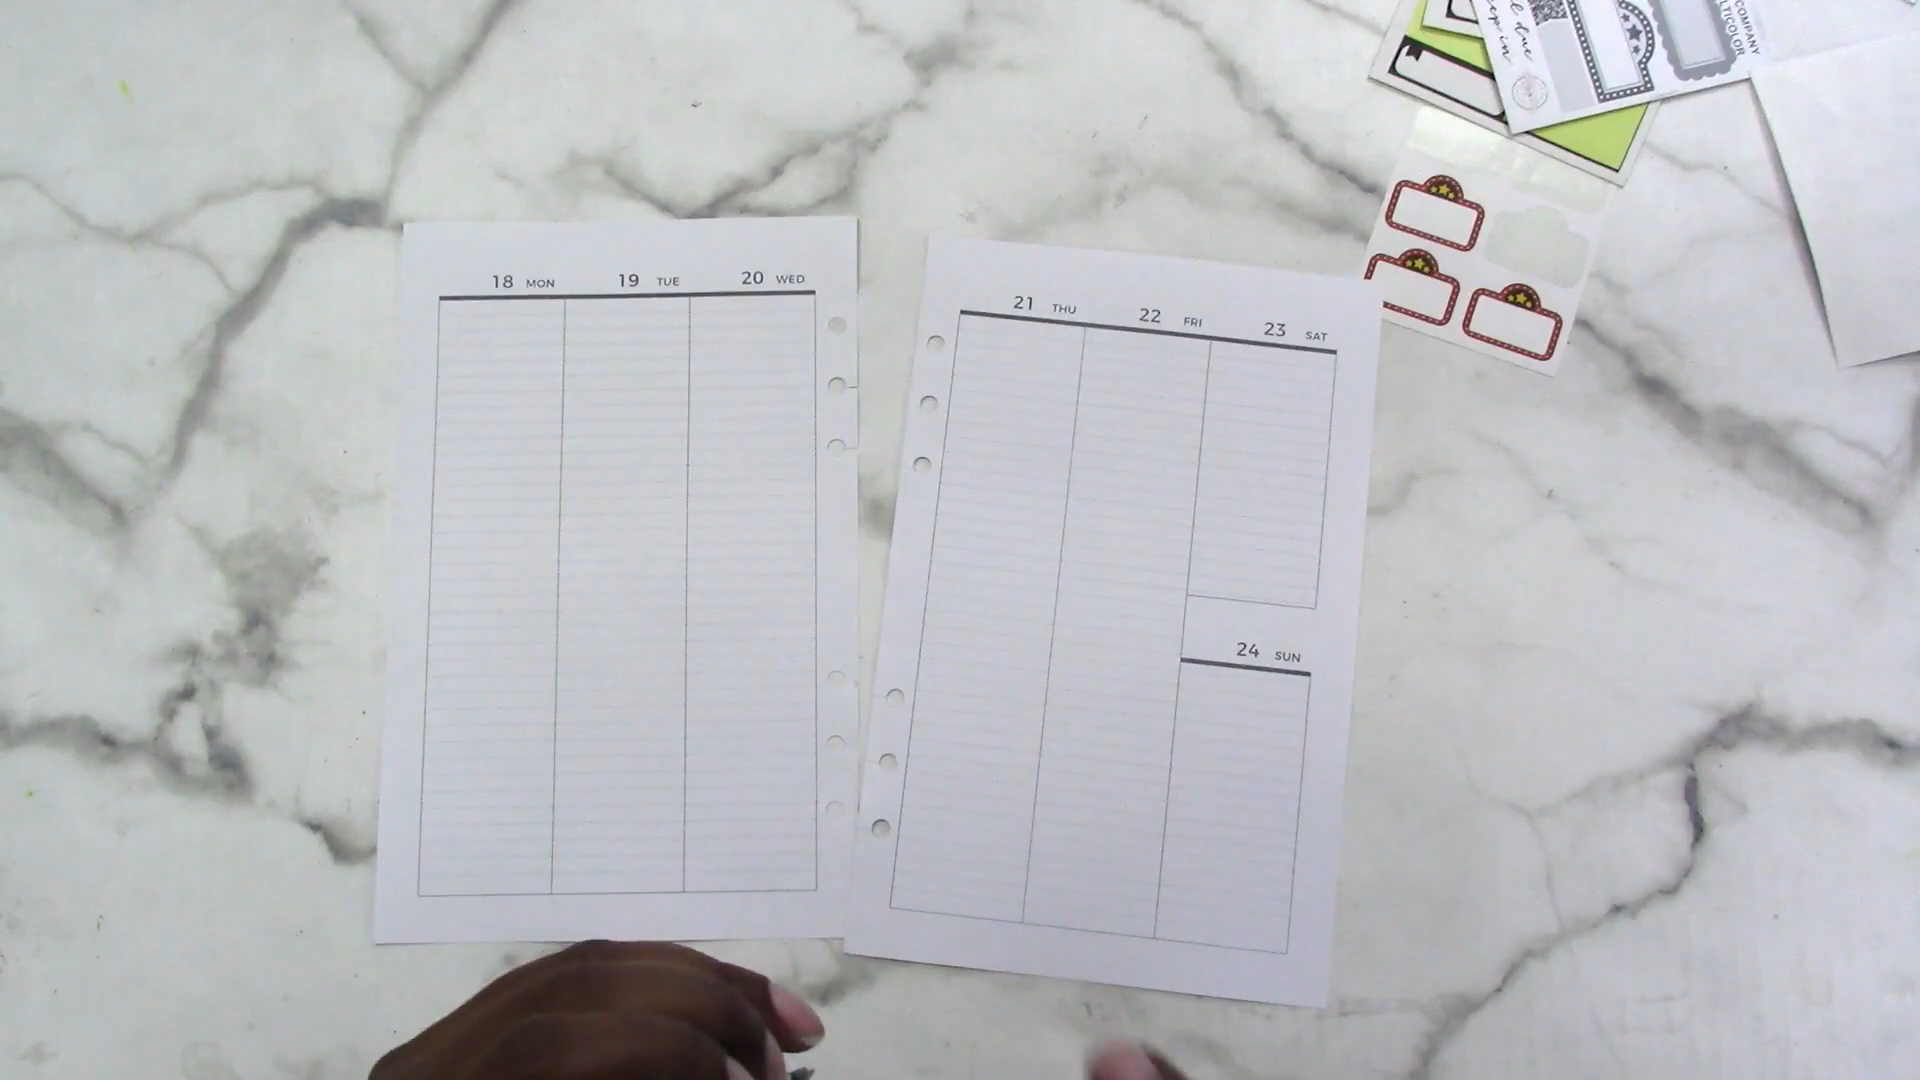 18 MON 19 TUE 20 WED
21 THU 22 FRI 23 SAT
24 SUN
COMPANY